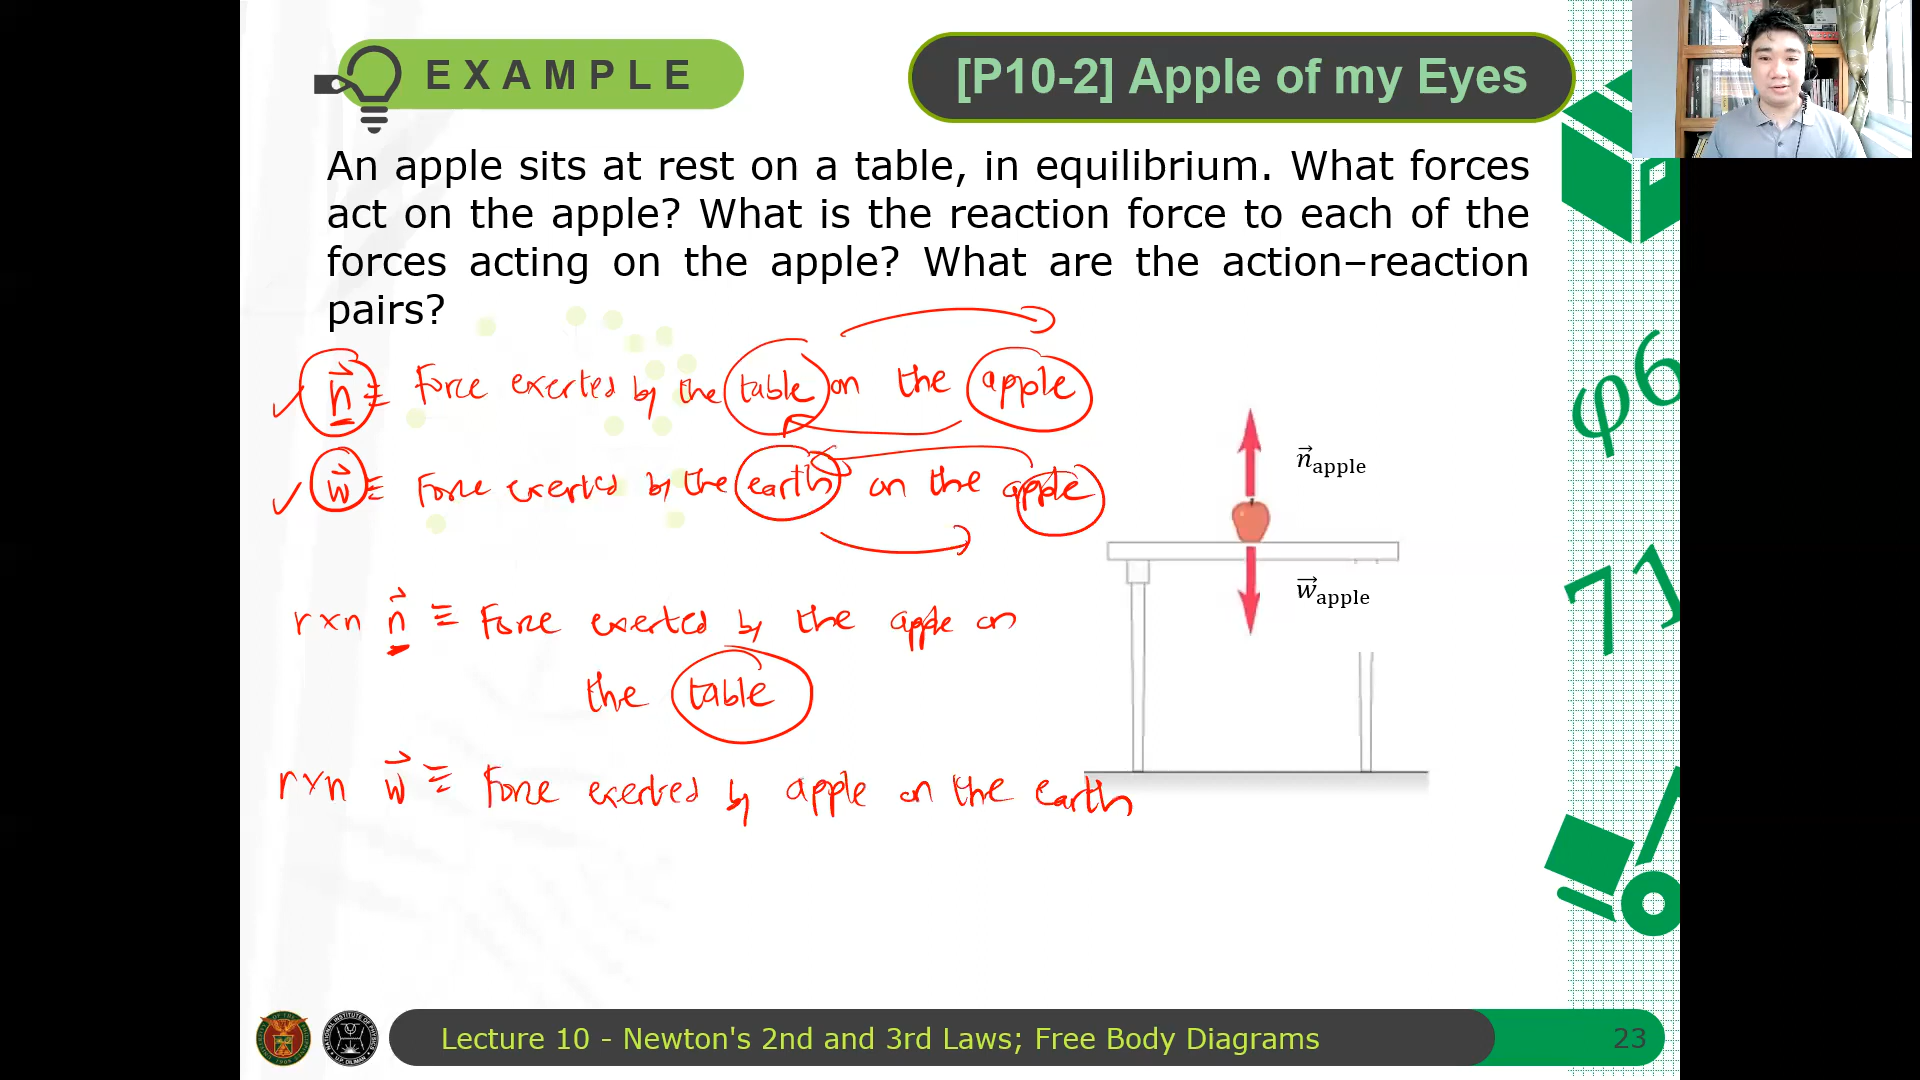 EXAMPLE
[P10-2] Apple of my Eyes
An apple sits at rest on a table, in equilibrium. What forces
act on the apple? What is the reaction force to each of the
forces acting on the apple? What are the action–reaction
pairs?
n⃗ ≡ Force exerted by the table on the apple
w⃗ ≡ Force exerted by the earth on the apple
n⃗ apple
w⃗ apple
rxn n⃗ ≡ Force exerted by the apple on
the table
rxn w⃗ ≡ Force exerted by apple on the earth
φ6
71
Lecture 10 - Newton's 2nd and 3rd Laws; Free Body Diagrams
23